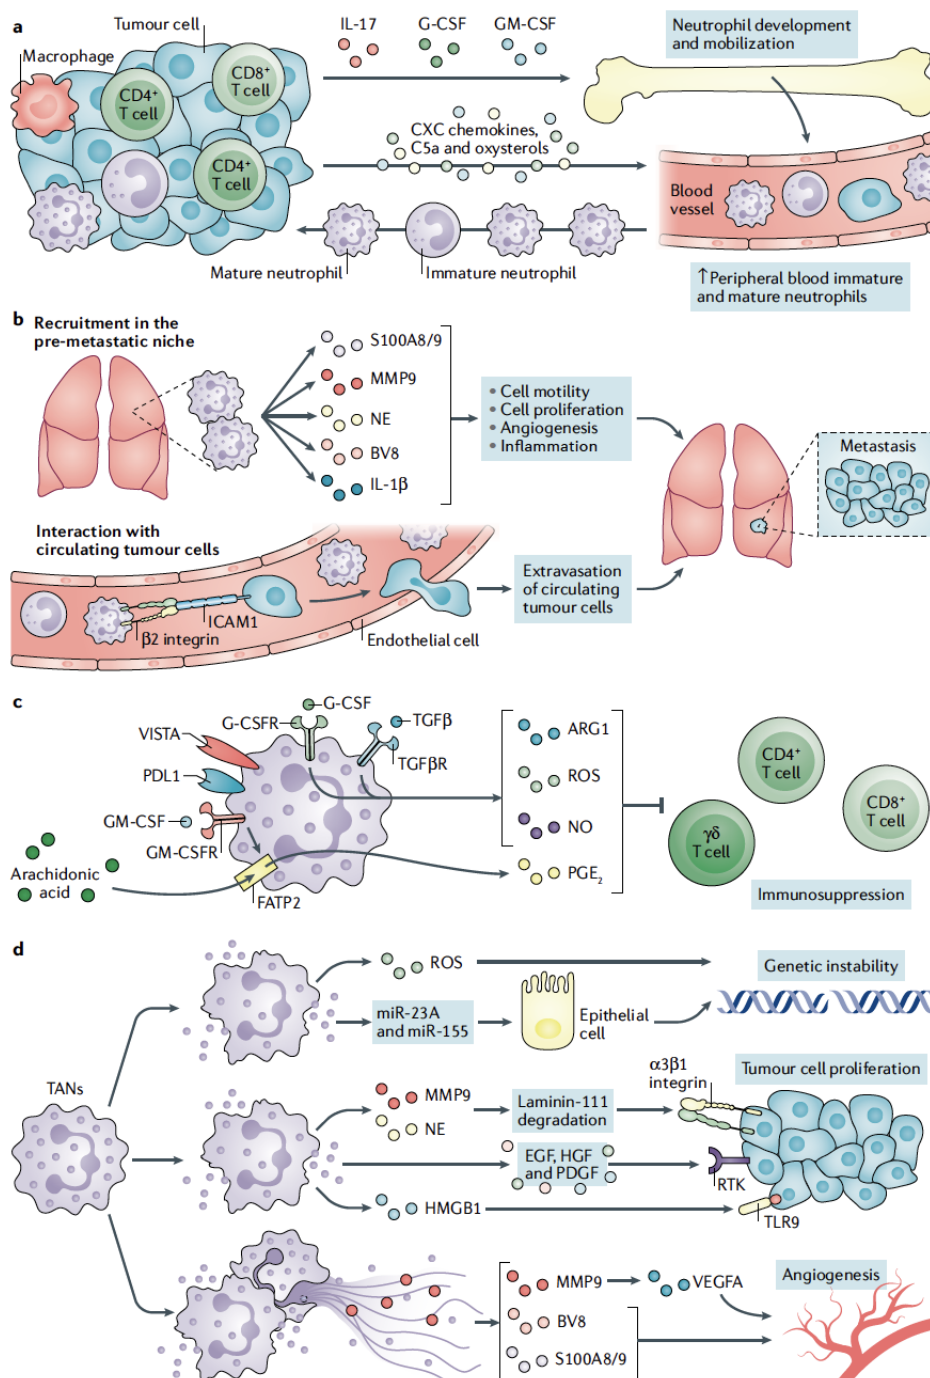 a
Tumour cell
Macrophage
CD4⁺
T cell
CD8⁺
T cell
CD4⁺
T cell
IL-17
G-CSF
GM-CSF
Neutrophil development
and mobilization
CXC chemokines,
C5a and oxysterols
Mature neutrophil
Immature neutrophil
Blood
vessel
↑Peripheral blood immature
and mature neutrophils
b
Recruitment in the
pre-metastatic niche
S100A8/9
MMP9
NE
BV8
IL-1β
• Cell motility
• Cell proliferation
• Angiogenesis
• Inflammation
Metastasis
Interaction with
circulating tumour cells
ICAM1
β2 integrin
Endothelial cell
Extravasation
of circulating
tumour cells
c
G-CSF
G-CSFR
TGFβ
TGFβR
VISTA
PDL1
GM-CSF
GM-CSFR
Arachidonic
acid
FATP2
ARG1
ROS
NO
PGE₂
CD4⁺
T cell
CD8⁺
T cell
γδ
T cell
Immunosuppression
d
TANs
ROS
miR-23A
and miR-155
Epithelial
cell
Genetic instability
MMP9
NE
Laminin-111
degradation
α3β1
integrin
Tumour cell proliferation
EGF, HGF
and PDGF
RTK
HMGB1
TLR9
MMP9
VEGFA
BV8
S100A8/9
Angiogenesis